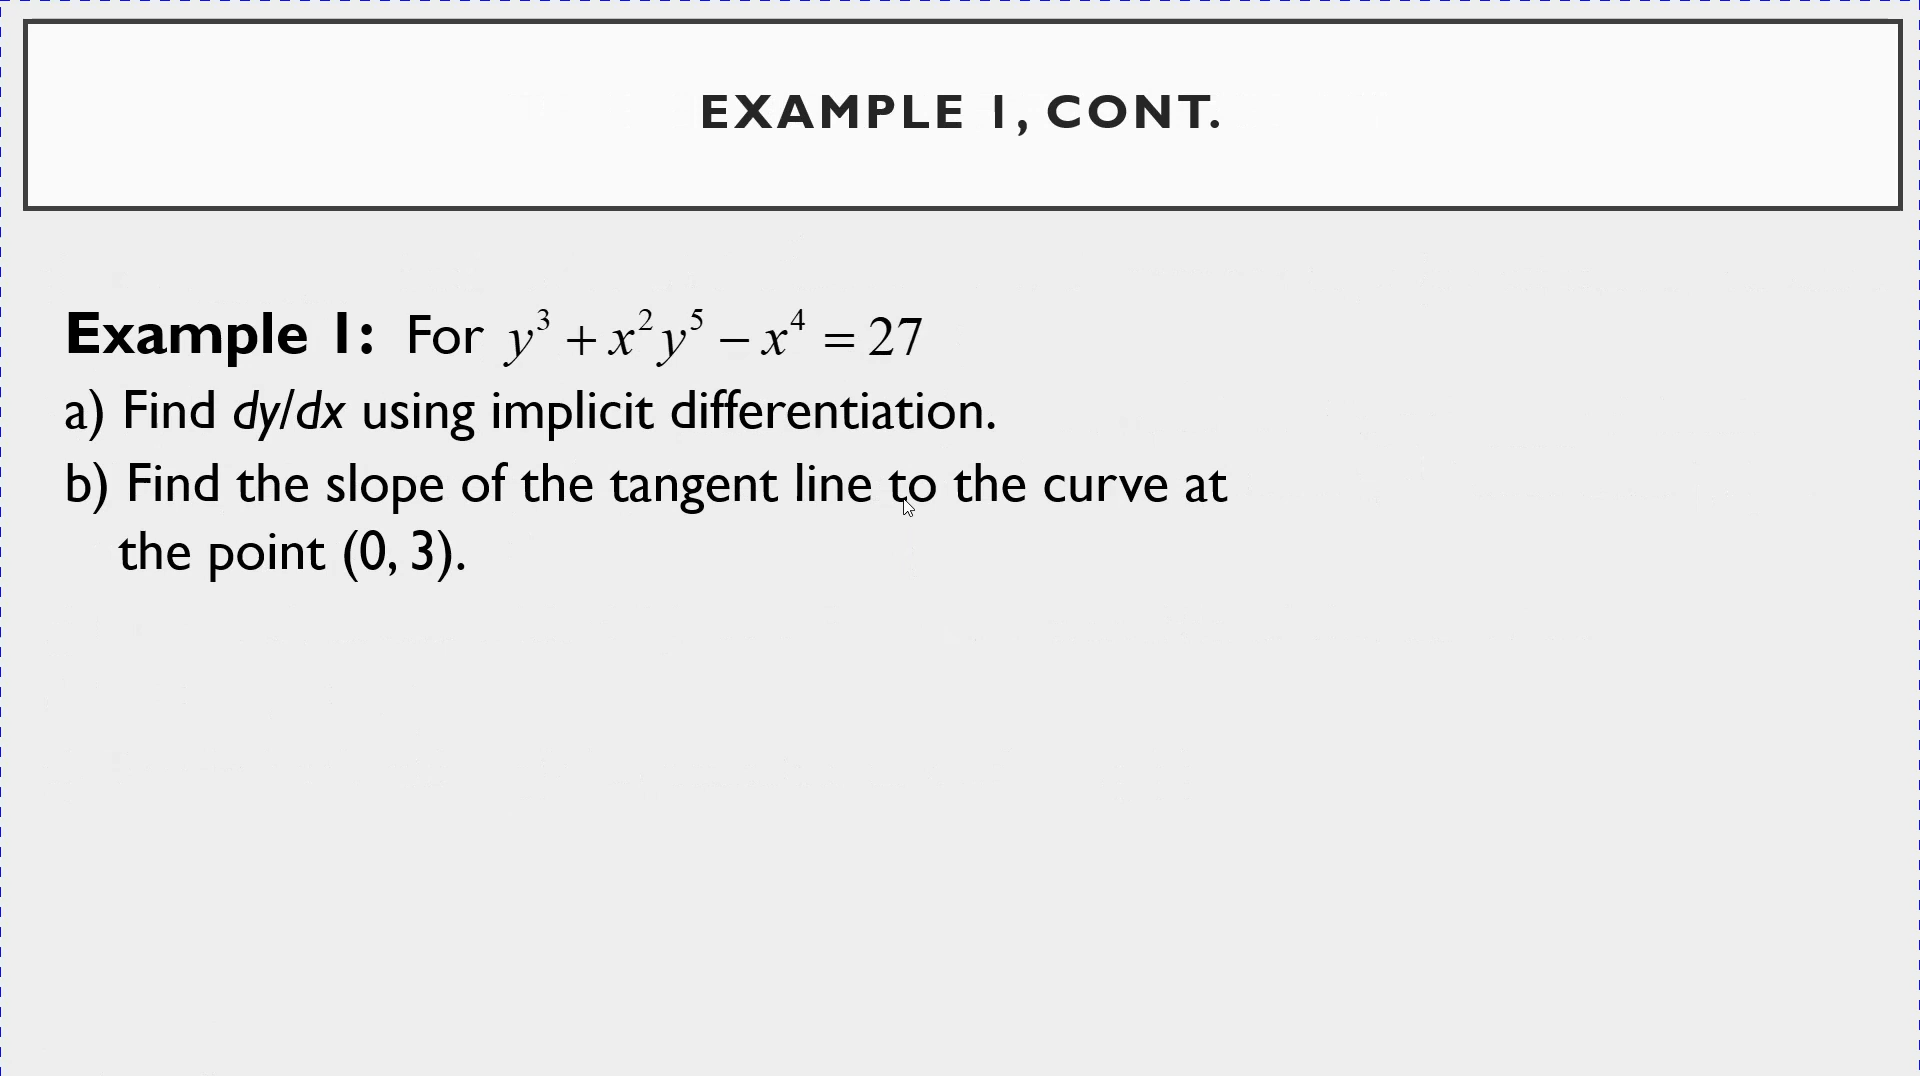 EXAMPLE 1, CONT.
Example 1: For y³ + x²y⁵ − x⁴ = 27
a) Find dy/dx using implicit differentiation.
b) Find the slope of the tangent line to the curve at
the point (0, 3).